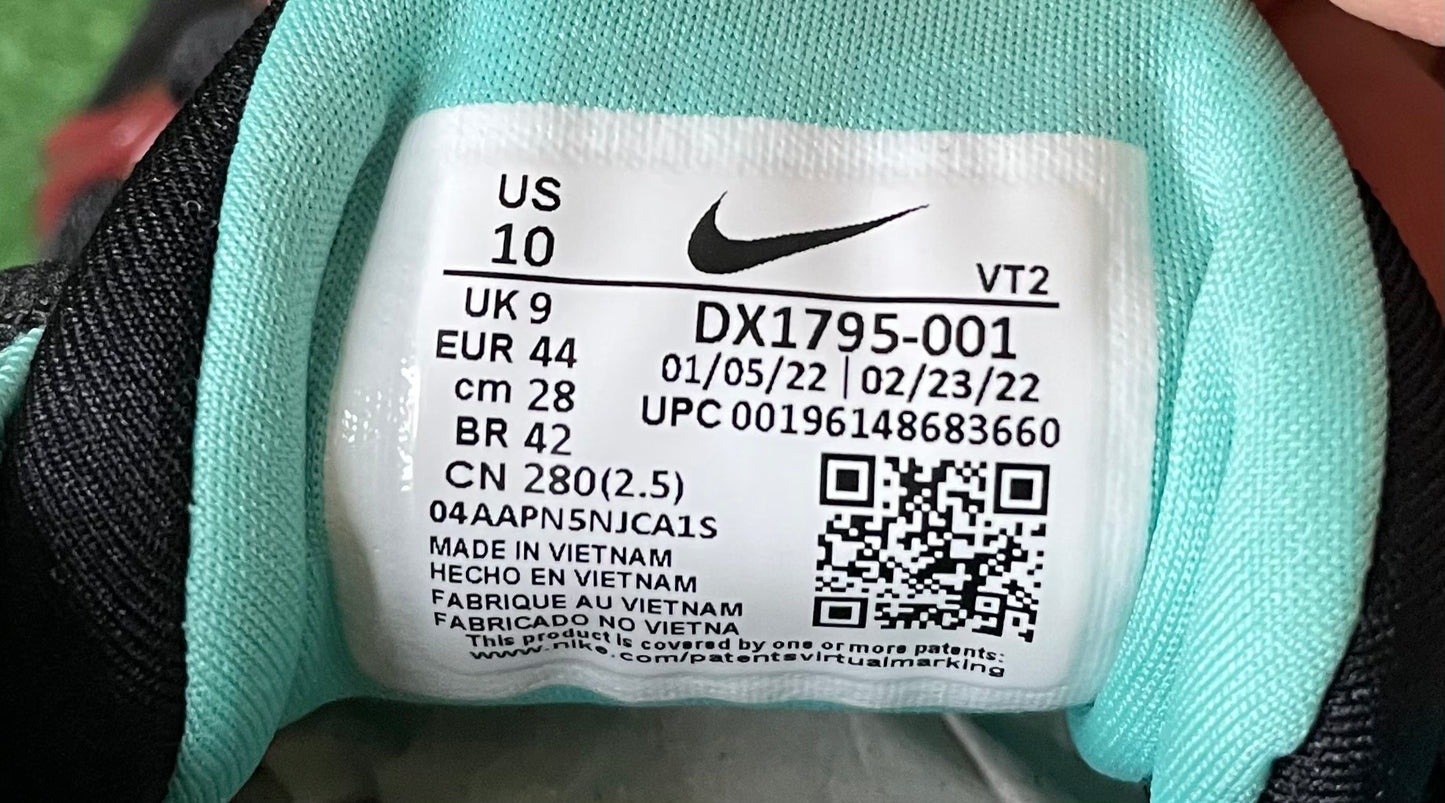 US
10
VT2
UK 9
EUR 44
cm 28
BR 42
CN 280(2.5)
DX1795-001
01/05/22 | 02/23/22
UPC 00196148683660
04AAPN5NJCA1S
MADE IN VIETNAM
HECHO EN VIETNAM
FABRIQUE AU VIETNAM
FABRICADO NO VIETNA
This product is covered by one or more patents:
www.nike.com/patentsvirtualmarking